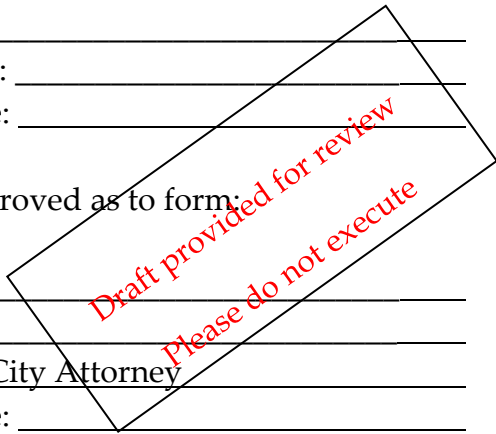 :
e:
roved as to form:
Draft provided for review
Please do not execute
City Attorney
e: